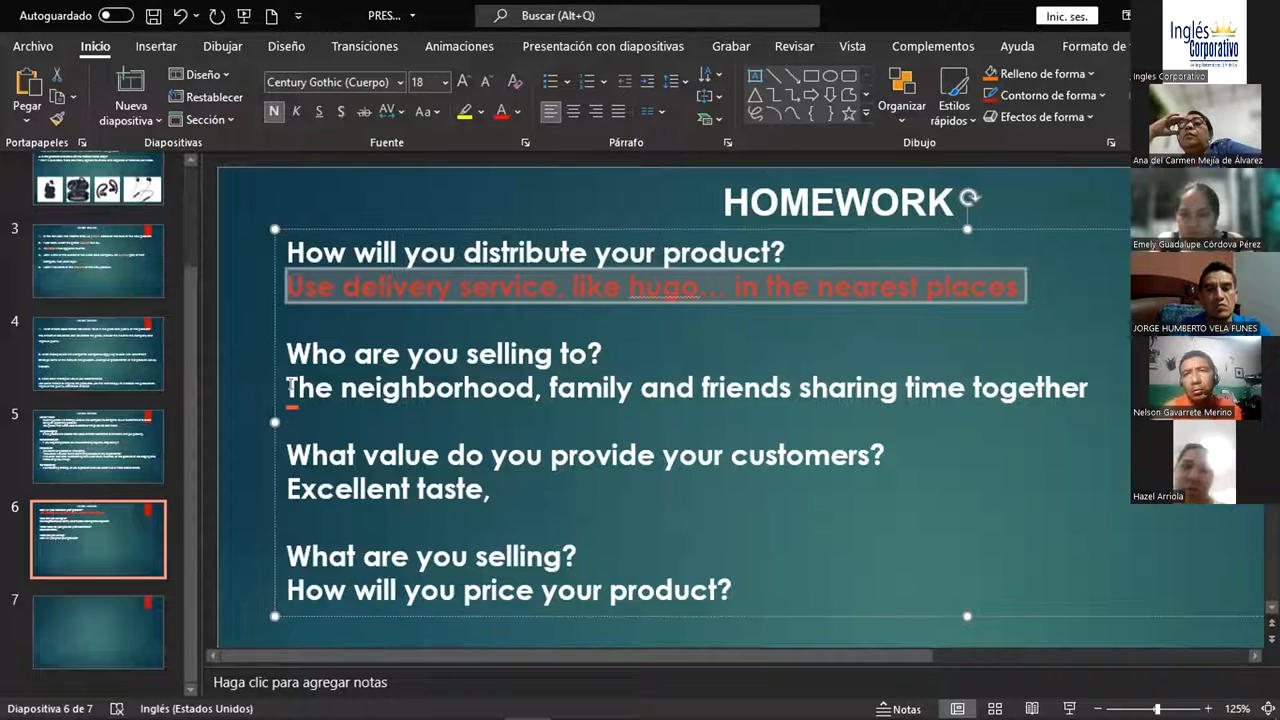 Autoguardado
PRES...
Buscar (Alt+Q)
Inic. ses.
Archivo
Inicio
Insertar
Dibujar
Diseño
Transiciones
Animaciones
Presentación con diapositivas
Grabar
Revisar
Vista
Complementos
Ayuda
Formato de
Pegar
Nueva
diapositiva
Diseño
Restablecer
Sección
Century Gothic (Cuerpo)
18
Organizar
Estilos
rápidos
Relleno de forma
Contorno de forma
Efectos de forma
Portapapeles
Diapositivas
Fuente
Párrafo
Dibujo
3
4
5
6
7
HOMEWORK
How will you distribute your product?
Use delivery service, like hugo... in the nearest places
Who are you selling to?
The neighborhood, family and friends sharing time together
What value do you provide your customers?
Excellent taste,
What are you selling?
How will you price your product?
Haga clic para agregar notas
Diapositiva 6 de 7
Inglés (Estados Unidos)
Notas
125%
Inglés
Corporativo
Ingles Corporativo
Ana del Carmen Mejía de Álvarez
Emely Guadalupe Córdova Pérez
JORGE HUMBERTO VELA FUNES
Nelson Gavarrete Merino
Hazel Arriola